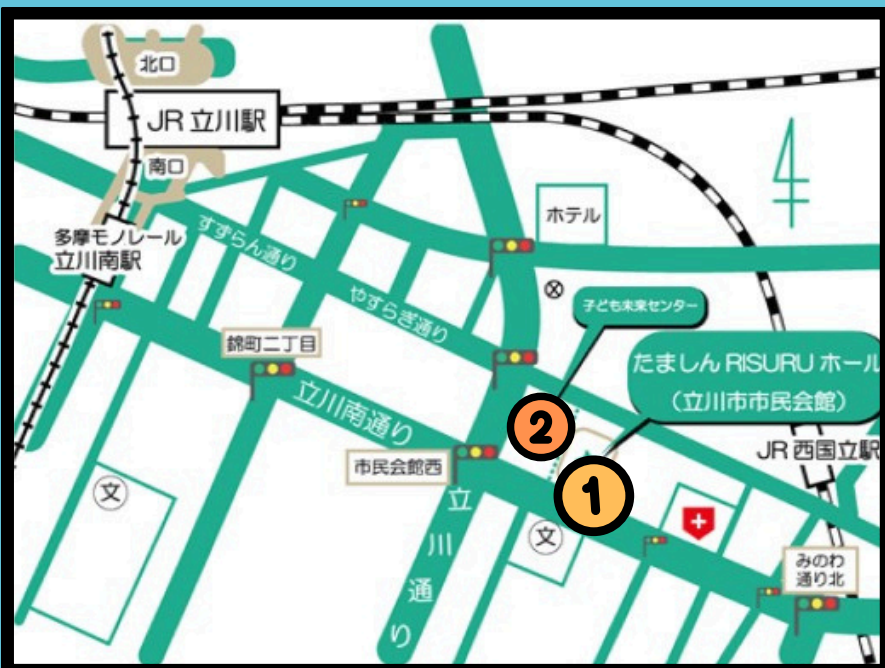 北口
JR 立川駅
南口
多摩モノレール
立川南駅
すずらん通り
ホテル
やすらぎ通り
子ども未来センター
錦町二丁目
たましん RISURU ホール
（立川市市民会館）
立川南通り
2
市民会館西
JR 西国立駅
文
1
立川通り
文
みのわ
通り北